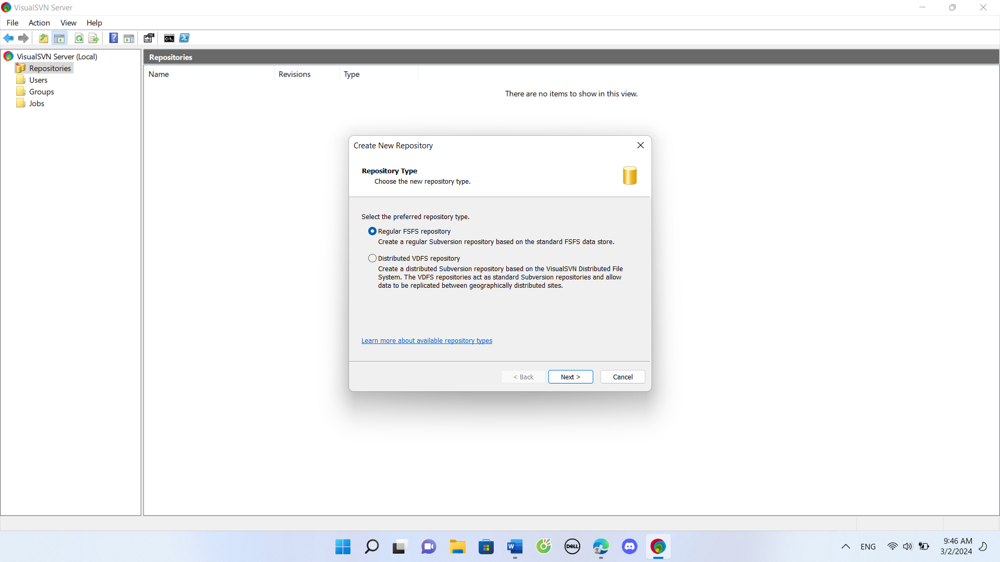 VisualSVN Server
File Action View Help
VisualSVN Server (Local)
Repositories
Users
Groups
Jobs
Repositories
Name Revisions Type
There are no items to show in this view.
Create New Repository
Repository Type
Choose the new repository type.
Select the preferred repository type.
Regular FSFS repository
Create a regular Subversion repository based on the standard FSFS data store.
Distributed VDFS repository
Create a distributed Subversion repository based on the VisualSVN Distributed File
System. The VDFS repositories act as standard Subversion repositories and allow
data to be replicated between geographically distributed sites.
Learn more about available repository types
< Back Next > Cancel
W
DELL
ENG
9:46 AM
3/2/2024